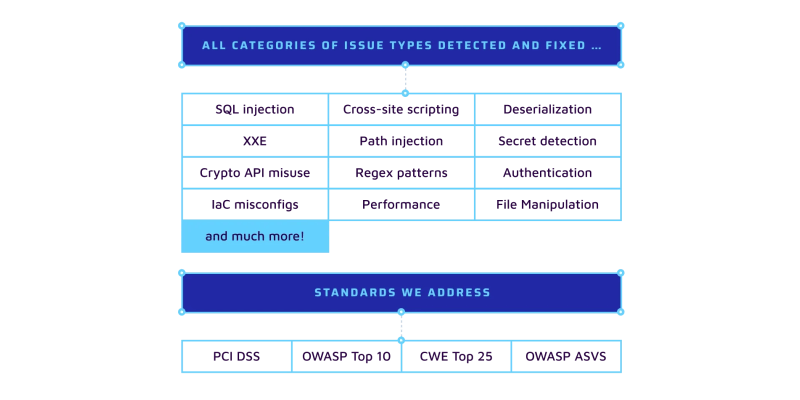 ALL CATEGORIES OF ISSUE TYPES DETECTED AND FIXED ...
SQL injection
Cross-site scripting
Deserialization
XXE
Path injection
Secret detection
Crypto API misuse
Regex patterns
Authentication
IaC misconfigs
Performance
File Manipulation
and much more!
STANDARDS WE ADDRESS
PCI DSS
OWASP Top 10
CWE Top 25
OWASP ASVS